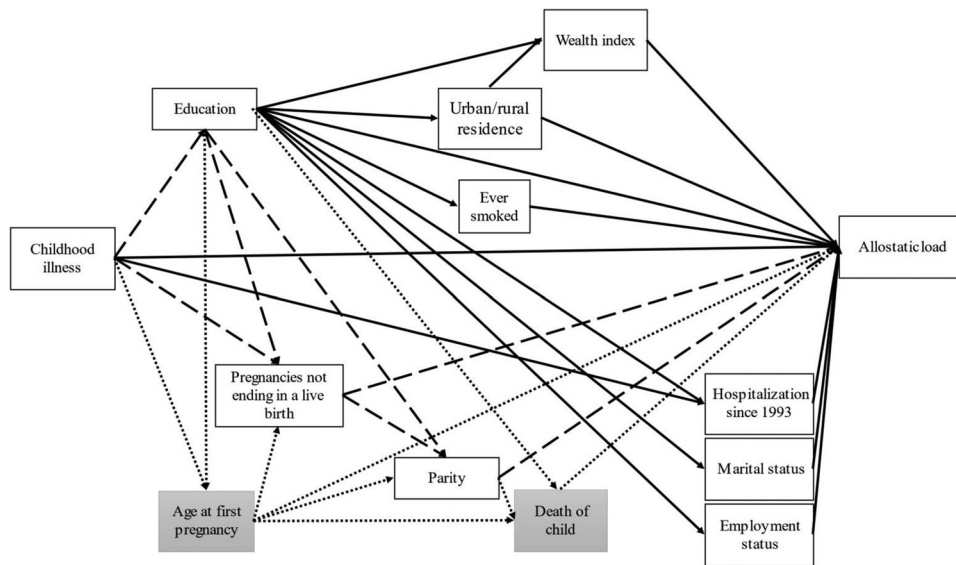 Wealth index
Education
Urban/rural
residence
Ever
smoked
Childhood
illness
Allostatic load
Pregnancies not
ending in a live
birth
Hospitalization
since 1993
Parity
Marital status
Age at first
pregnancy
Death of
child
Employment
status